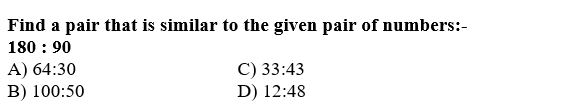 Find a pair that is similar to the given pair of numbers:-
180 : 90
A) 64:30 C) 33:43
B) 100:50 D) 12:48